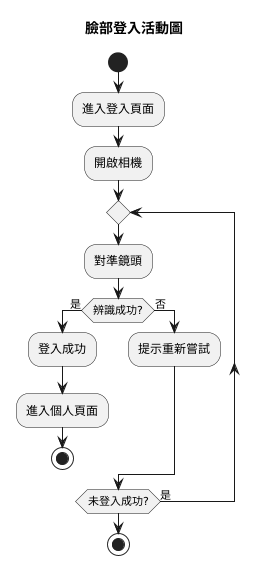 臉部登入活動圖
進入登入頁面
開啟相機
對準鏡頭
是
辨識成功?
否
登入成功
提示重新嘗試
進入個人頁面
未登入成功?
是